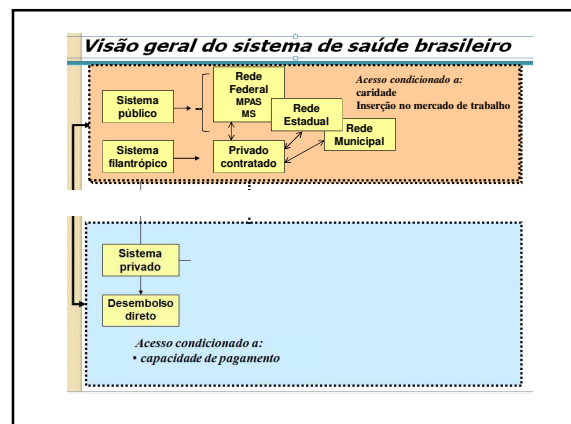 Visão geral do sistema de saúde brasileiro
Sistema
público
Rede
Federal
MPAS
MS
Rede
Estadual
Rede
Municipal
Acesso condicionado a:
caridade
Inserção no mercado de trabalho
Sistema
filantrópico
Privado
contratado
Sistema
privado
Desembolso
direto
Acesso condicionado a:
• capacidade de pagamento